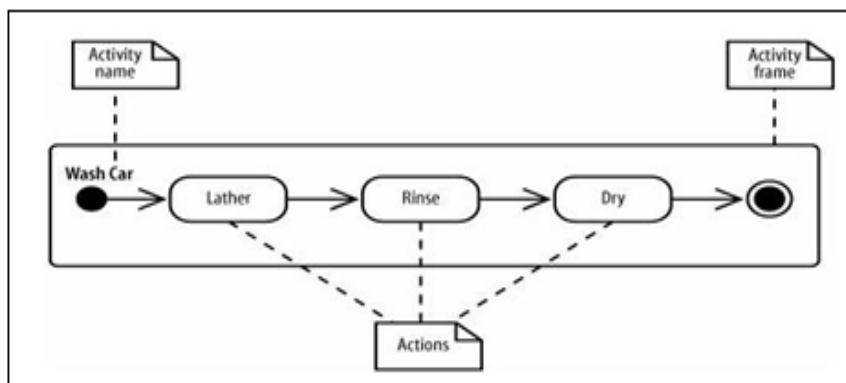 Activity
name
Activity
frame
Wash Car
Lather
Rinse
Dry
Actions